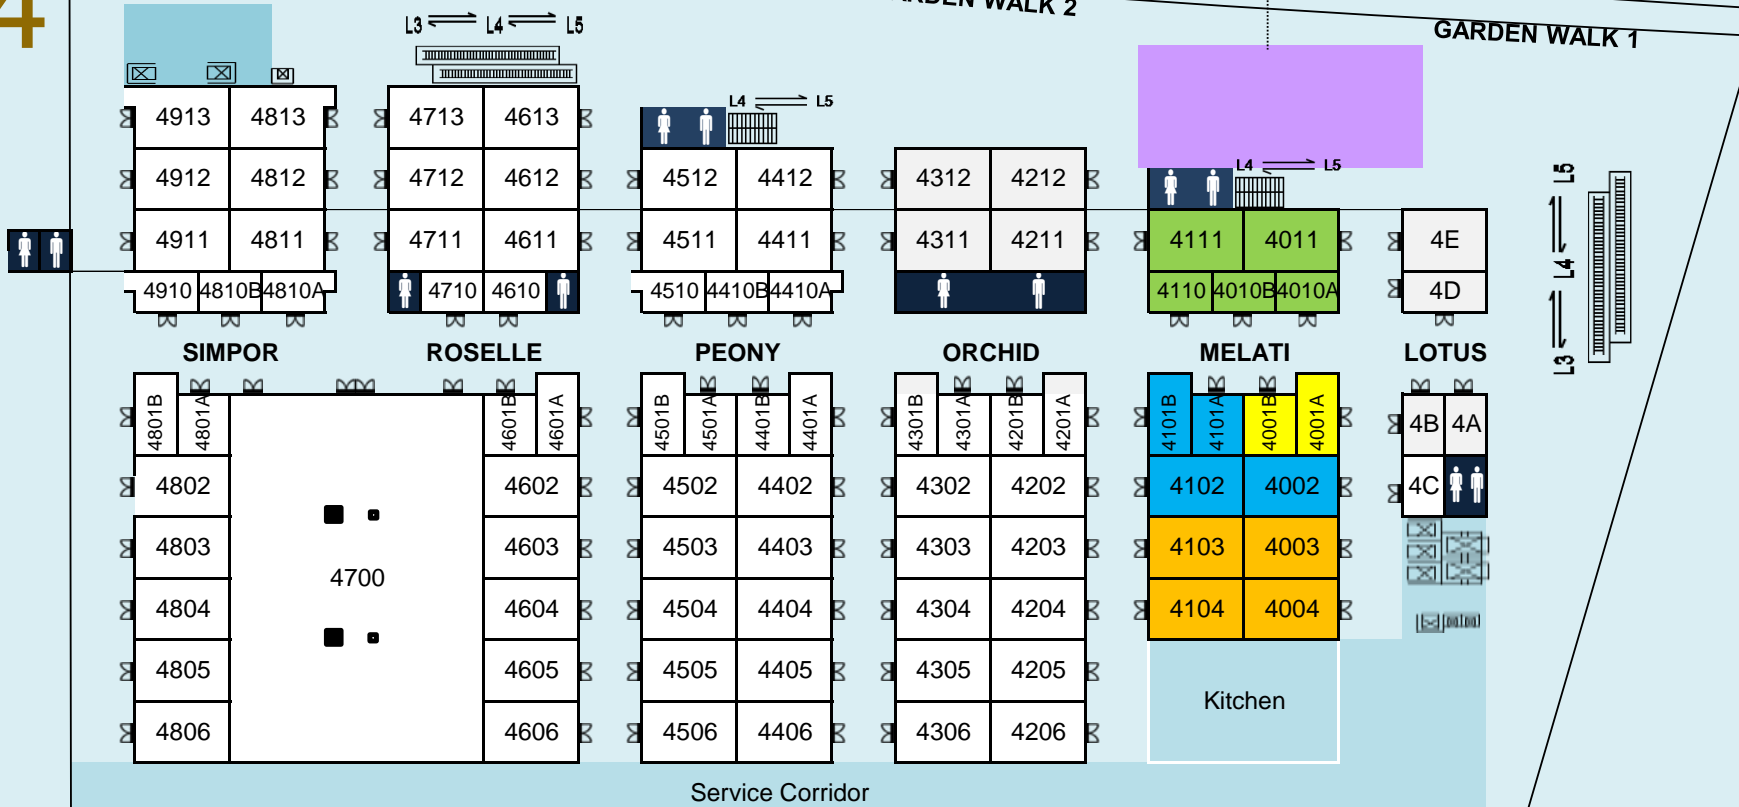 4
GARDEN WALK 2
GARDEN WALK 1
L3 L4 L5
L4 L5
L4 L5
4913 4813 4713 4613
4912 4812 4712 4612 4512 4412 4312 4212
4911 4811 4711 4611 4511 4411 4311 4211 4111 4011 4E
4910 4810B 4810A 4710 4610 4510 4410B 4410A 4110 4010B 4010A 4D
L5
L4
L3
SIMPOR ROSELLE PEONY ORCHID MELATI LOTUS
4801B 4801A 4601B 4601A 4501B 4501A 4401B 4401A 4301B 4301A 4201B 4201A 4101B 4101A 4001B 4001A 4B 4A
4802 4602 4502 4402 4302 4202 4102 4002 4C
4803 4603 4503 4403 4303 4203 4103 4003
4700
4804 4604 4504 4404 4304 4204 4104 4004
4805 4605 4505 4405 4305 4205
Kitchen
4806 4606 4506 4406 4306 4206
Service Corridor